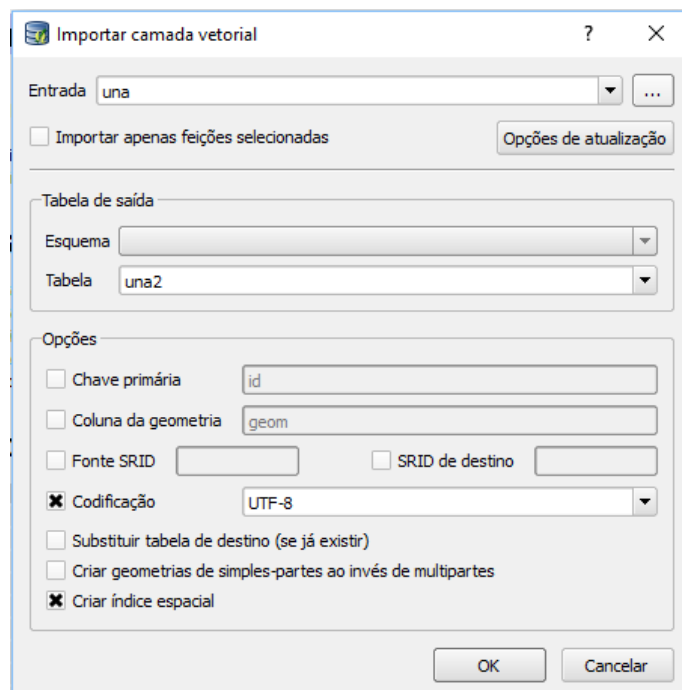 Importar camada vetorial ?
Entrada una ...
Importar apenas feições selecionadas Opções de atualização
Tabela de saída
Esquema
Tabela una2
Opções
Chave primária id
Coluna da geometria geom
Fonte SRID SRID de destino
Codificação UTF-8
Substituir tabela de destino (se já existir)
Criar geometrias de simples-partes ao invés de multipartes
Criar índice espacial
OK Cancelar